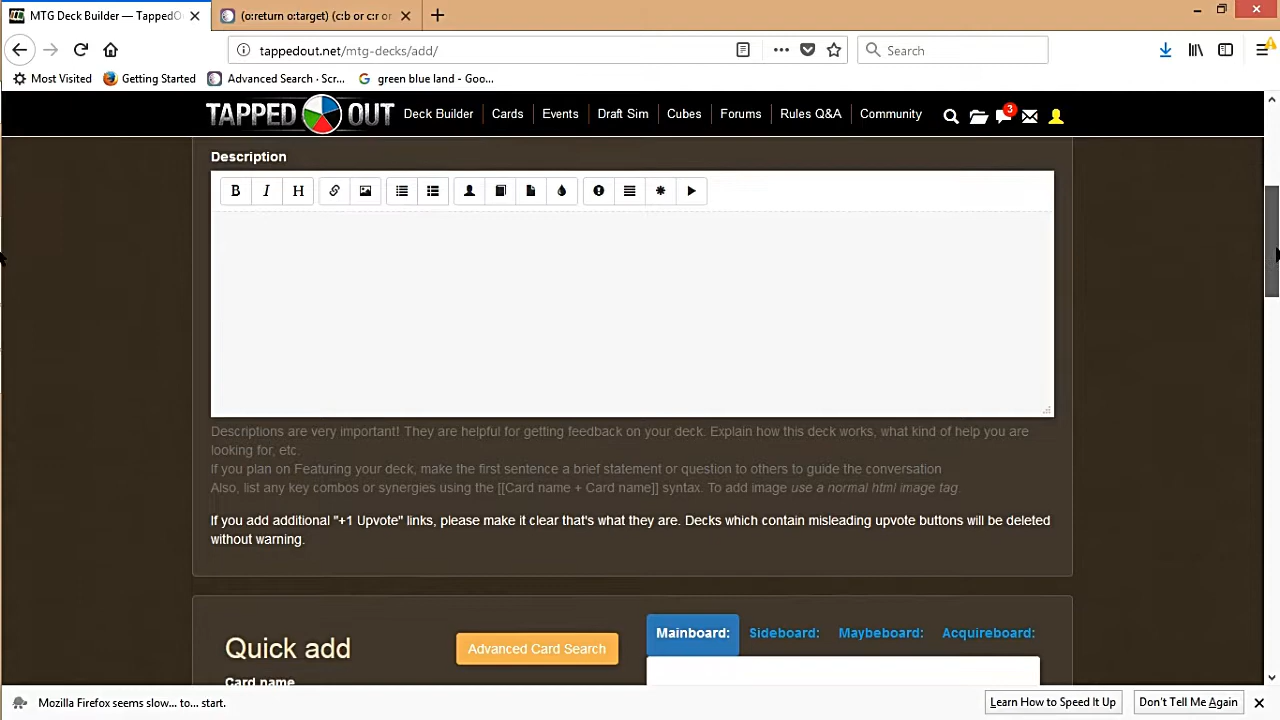 MTG Deck Builder — TappedO
(o:return o:target) (c:b or c:r or
tappedout.net/mtg-decks/add/
Search
Most Visited
Getting Started
Advanced Search · Scr...
green blue land - Goo...
TAPPED OUT
Deck Builder
Cards
Events
Draft Sim
Cubes
Forums
Rules Q&A
Community
3
Description
B
I
H
Descriptions are very important! They are helpful for getting feedback on your deck. Explain how this deck works, what kind of help you are
looking for, etc.
If you plan on Featuring your deck, make the first sentence a brief statement or question to others to guide the conversation
Also, list any key combos or synergies using the [[Card name + Card name]] syntax. To add image use a normal html image tag.
If you add additional "+1 Upvote" links, please make it clear that's what they are. Decks which contain misleading upvote buttons will be deleted
without warning.
Quick add
Advanced Card Search
Mainboard:
Sideboard:
Maybeboard:
Acquireboard:
Card name
Mozilla Firefox seems slow... to... start.
Learn How to Speed It Up
Don't Tell Me Again